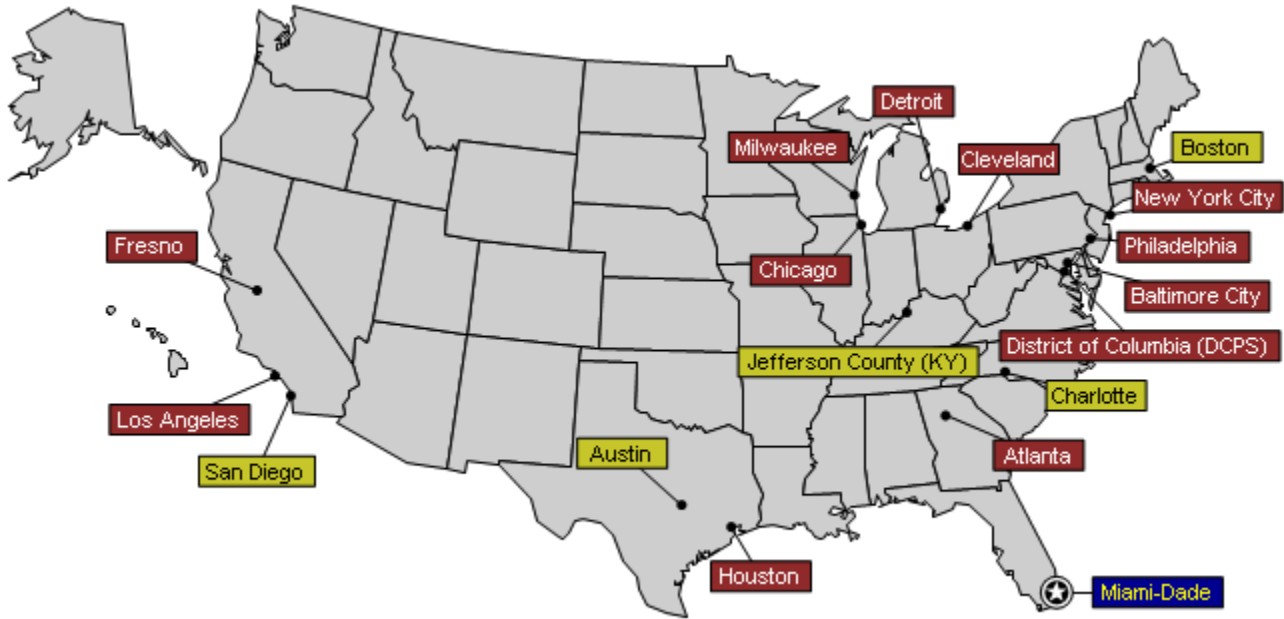 Detroit
Milwaukee
Cleveland
Boston
New York City
Fresno
Philadelphia
Chicago
Baltimore City
District of Columbia (DCPS)
Jefferson County (KY)
Charlotte
Los Angeles
Austin
Atlanta
San Diego
Houston
Miami-Dade